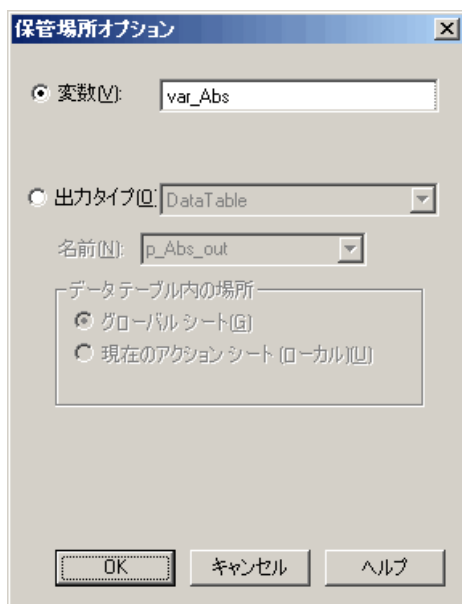 保管場所オプション
変数(V): var_Abs
出力タイプ(O) DataTable
名前(N): p_Abs_out
データ テーブル内の場所
グローバル シート(G)
現在のアクション シート (ローカル)(U)
OK キャンセル ヘルプ